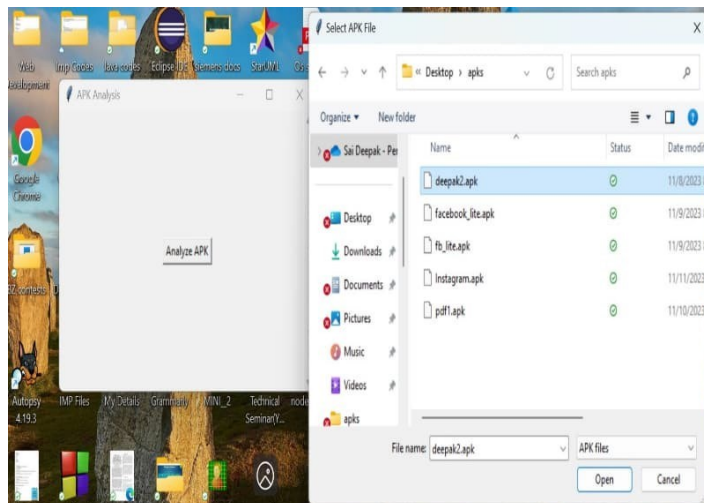 Web
Development
Imp Codes
Java codes
Eclipse IDE
siemens docs
StarUML
APK Analysis
Google
Chrome
Analyze APK
Autopsy
4.19.3
IMP Files
My Details
Grammarly
MINI_2
Technical
Seminar(Y...
node
Select APK File
Desktop
apks
Search apks
Organize
New folder
Sai Deepak - Per
Desktop
Downloads
Documents
Pictures
Music
Videos
apks
Name
Status
Date modif
deepak2.apk
11/8/2023
facebook_lite.apk
11/9/2023
fb_lite.apk
11/9/2023
Instagram.apk
11/11/2023
pdf1.apk
11/10/2023
File name:
deepak2.apk
APK files
Open
Cancel